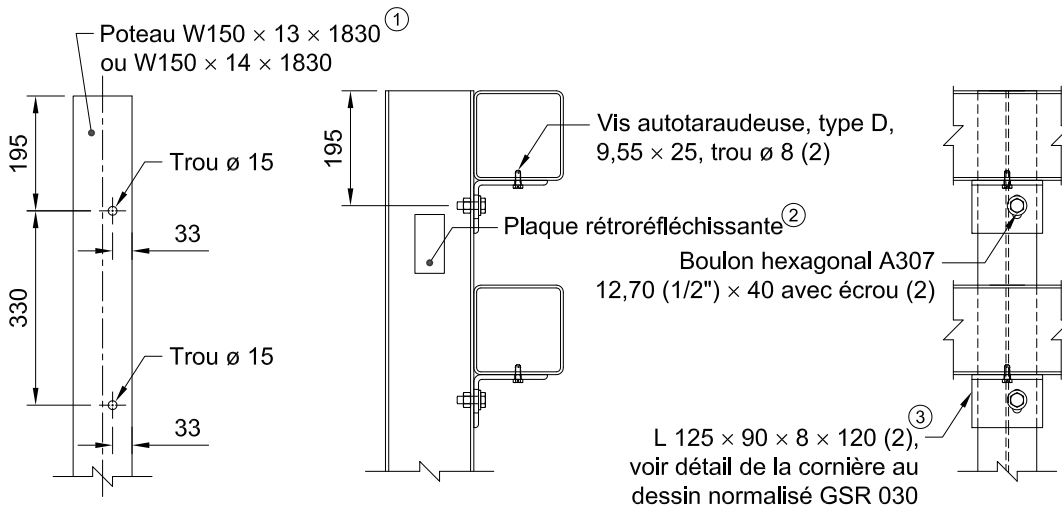 Poteau W150 × 13 × 1830 ①
ou W150 × 14 × 1830
195
Trou ø 15
33
330
Trou ø 15
33
195
Vis autotaraudeuse, type D,
9,55 × 25, trou ø 8 (2)
Plaque rétroréfléchissante ②
Boulon hexagonal A307
12,70 (1/2") × 40 avec écrou (2)
L 125 × 90 × 8 × 120 (2), ③
voir détail de la cornière au
dessin normalisé GSR 030